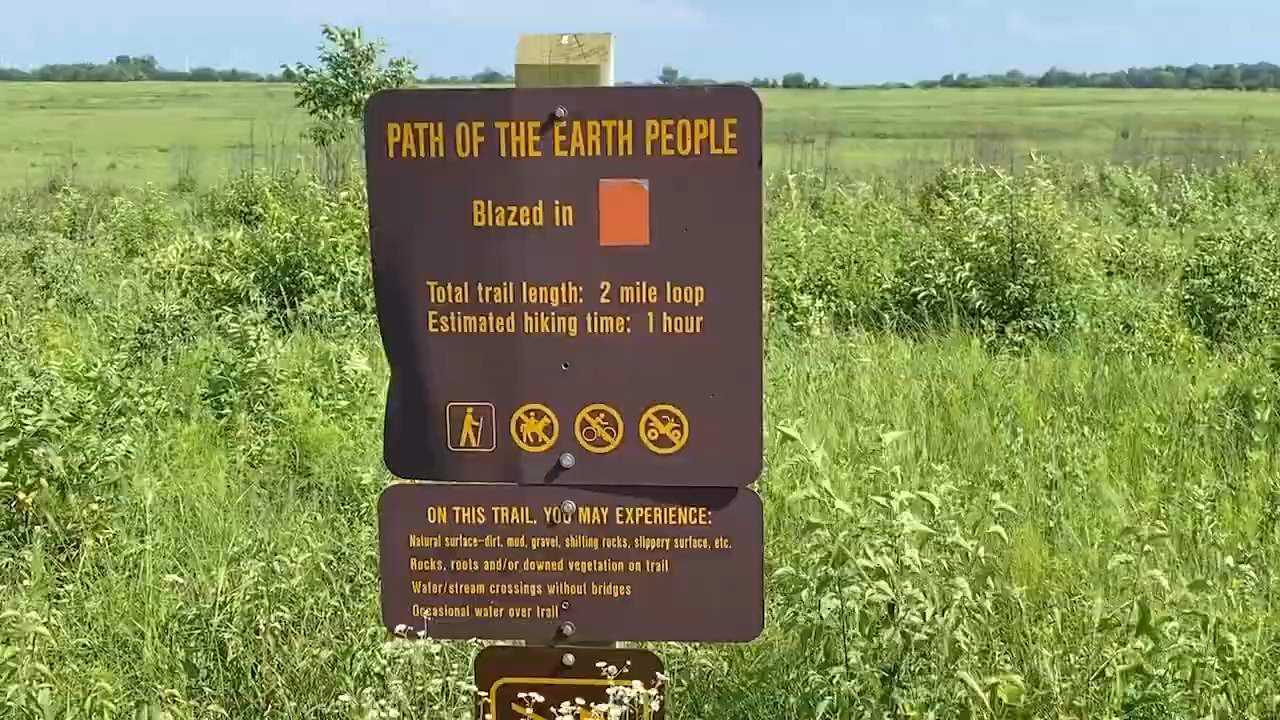 PATH OF THE EARTH PEOPLE
Blazed in
Total trail length: 2 mile loop
Estimated hiking time: 1 hour
ON THIS TRAIL, YOU MAY EXPERIENCE:
Natural surface-dirt, mud, gravel, shifting rocks, slippery surface, etc.
Rocks, roots and/or downed vegetation on trail
Water/stream crossings without bridges
Occasional water over trail